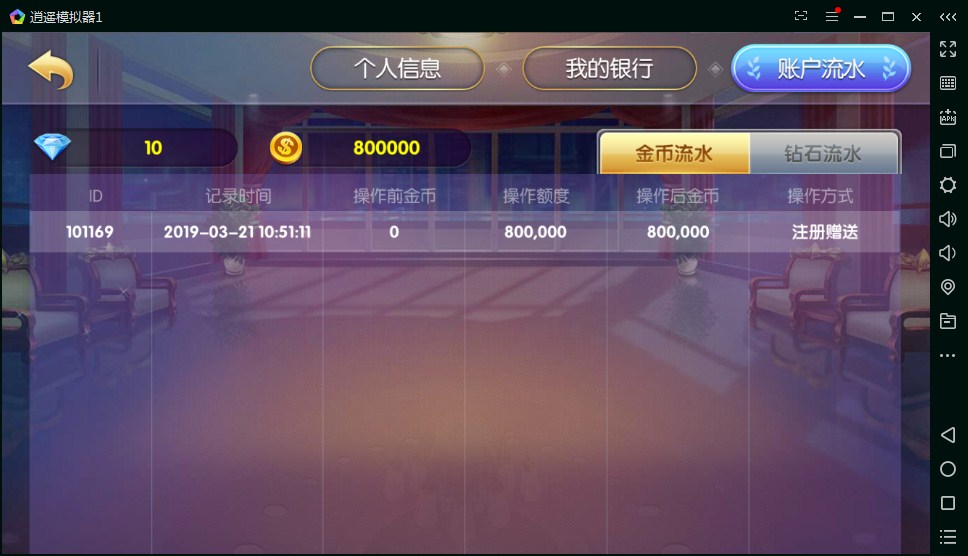 逍遥模拟器1
个人信息 我的银行 账户流水
10 800000 金币流水 钻石流水
ID 记录时间 操作前金币 操作额度 操作后金币 操作方式
101169 2019-03-21 10:51:11 0 800,000 800,000 注册赠送
APK